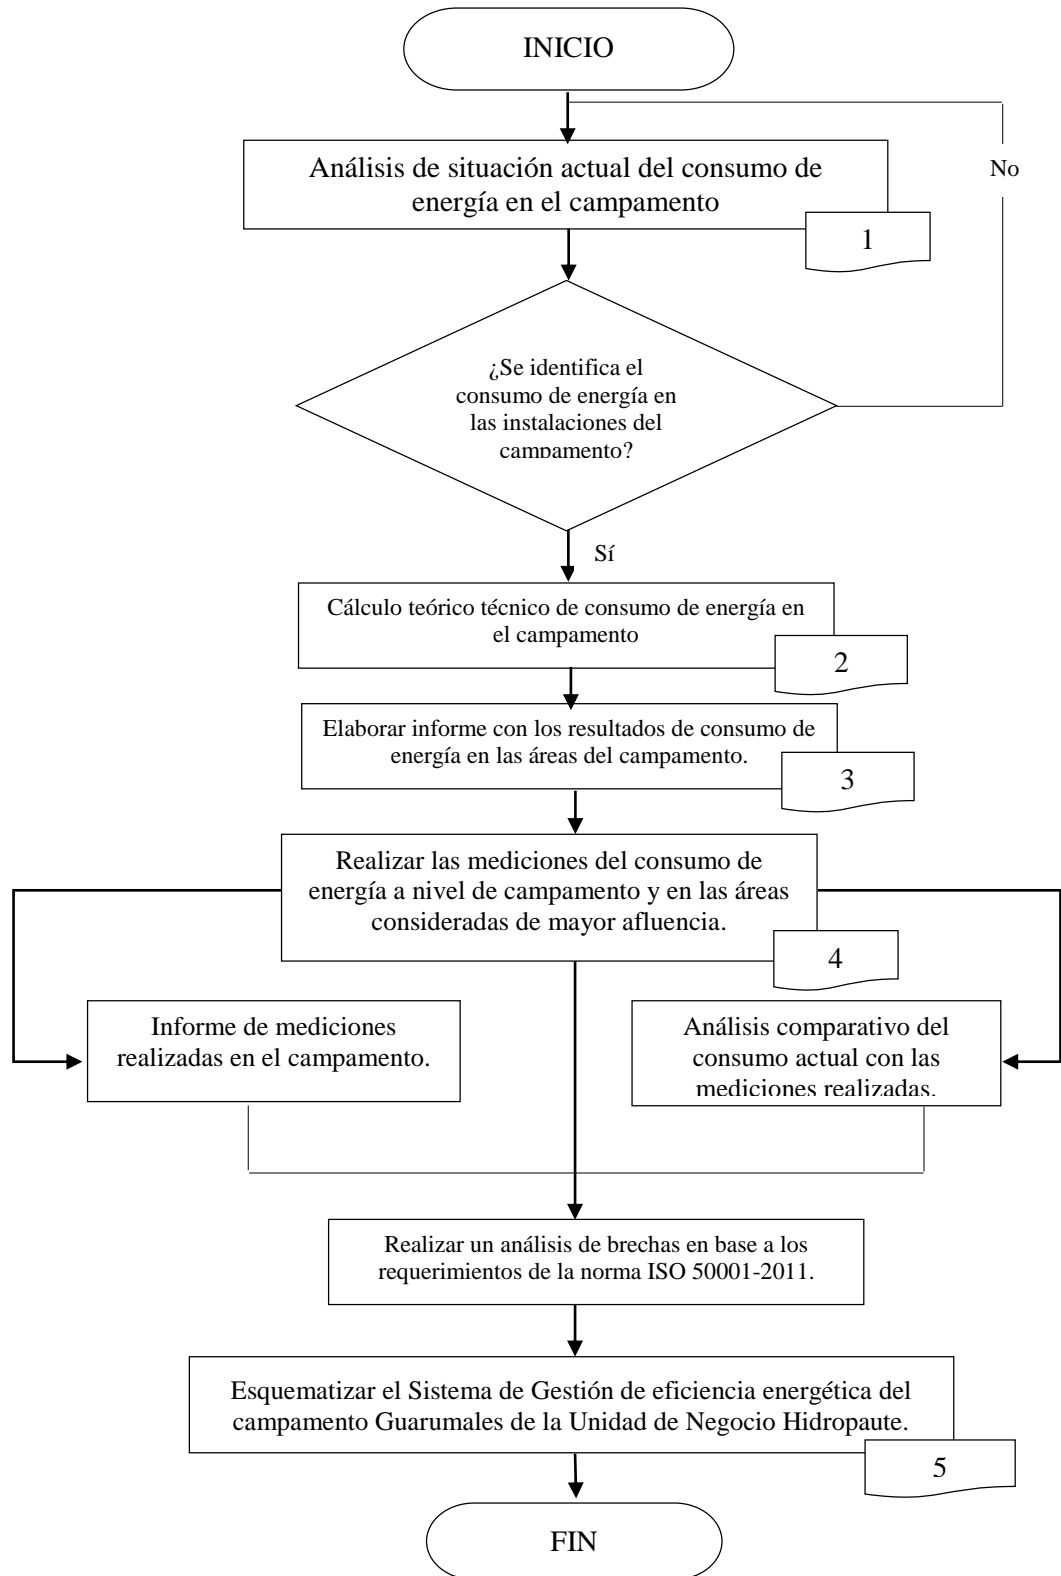 INICIO
Análisis de situación actual del consumo de
energía en el campamento
No
1
¿Se identifica el
consumo de energía en
las instalaciones del
campamento?
Sí
Cálculo teórico técnico de consumo de energía en
el campamento
2
Elaborar informe con los resultados de consumo de
energía en las áreas del campamento.
3
Realizar las mediciones del consumo de
energía a nivel de campamento y en las áreas
consideradas de mayor afluencia.
4
Informe de mediciones
realizadas en el campamento.
Análisis comparativo del
consumo actual con las
mediciones realizadas.
Realizar un análisis de brechas en base a los
requerimientos de la norma ISO 50001-2011.
Esquematizar el Sistema de Gestión de eficiencia energética del
campamento Guarumales de la Unidad de Negocio Hidropaute.
5
FIN